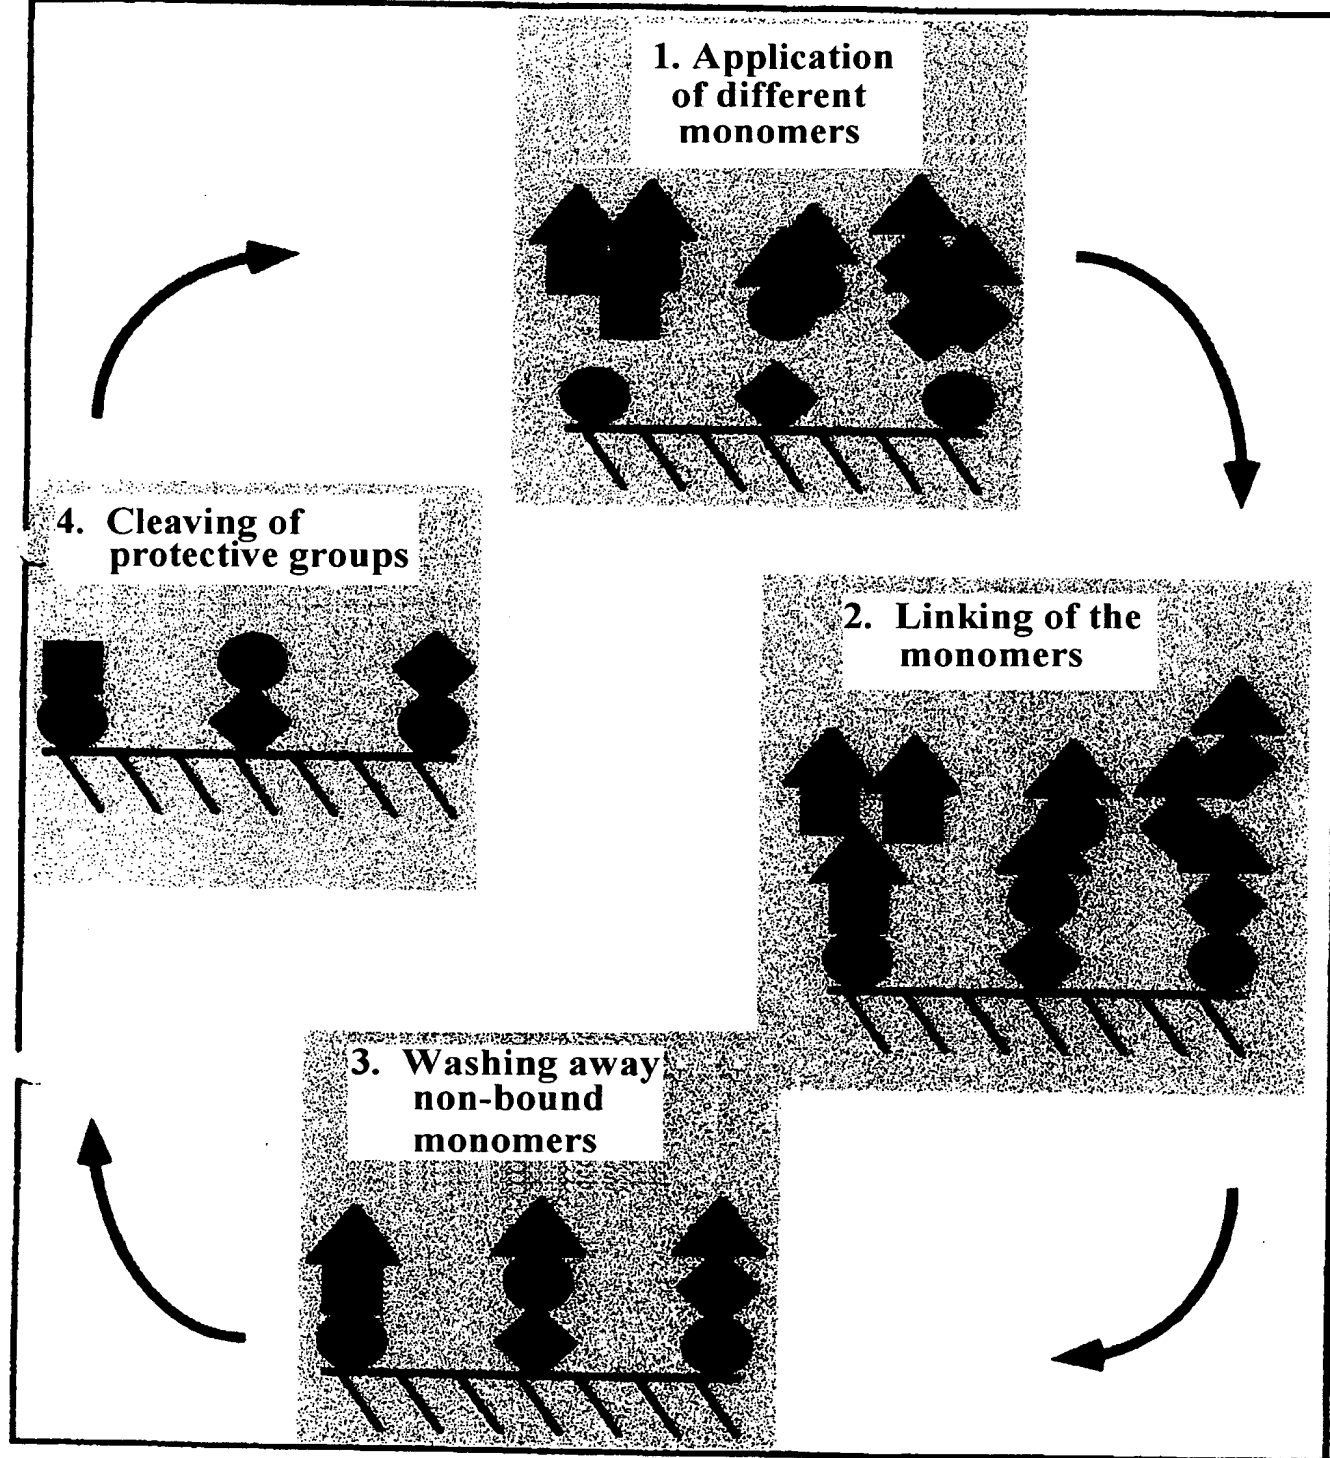 1. Application
of different
monomers
2. Linking of the
monomers
3. Washing away
non-bound
monomers
4. Cleaving of
protective groups